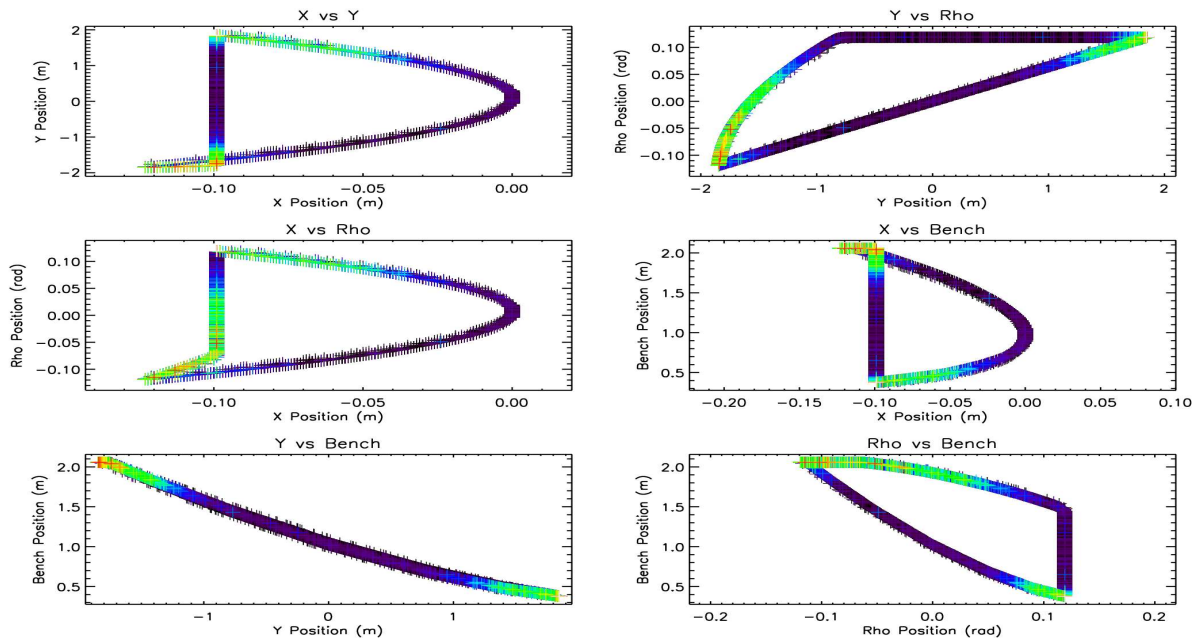 X vs Y
Y Position (m)
2
1
0
−1
−2
−0.10
−0.05
0.00
X Position (m)
Y vs Rho
Rho Position (rad)
0.10
0.05
0.00
−0.05
−0.10
−2
−1
0
1
2
Y Position (m)
X vs Rho
Rho Position (rad)
0.10
0.05
0.00
−0.05
−0.10
−0.10
−0.05
0.00
X Position (m)
X vs Bench
Bench Position (m)
2.0
1.5
1.0
0.5
−0.20
−0.15
−0.10
−0.05
0.00
0.05
0.10
X Position (m)
Y vs Bench
Bench Position (m)
2.0
1.5
1.0
0.5
−1
0
1
Y Position (m)
Rho vs Bench
Bench Position (m)
2.0
1.5
1.0
0.5
−0.2
−0.1
0.0
0.1
0.2
Rho Position (rad)